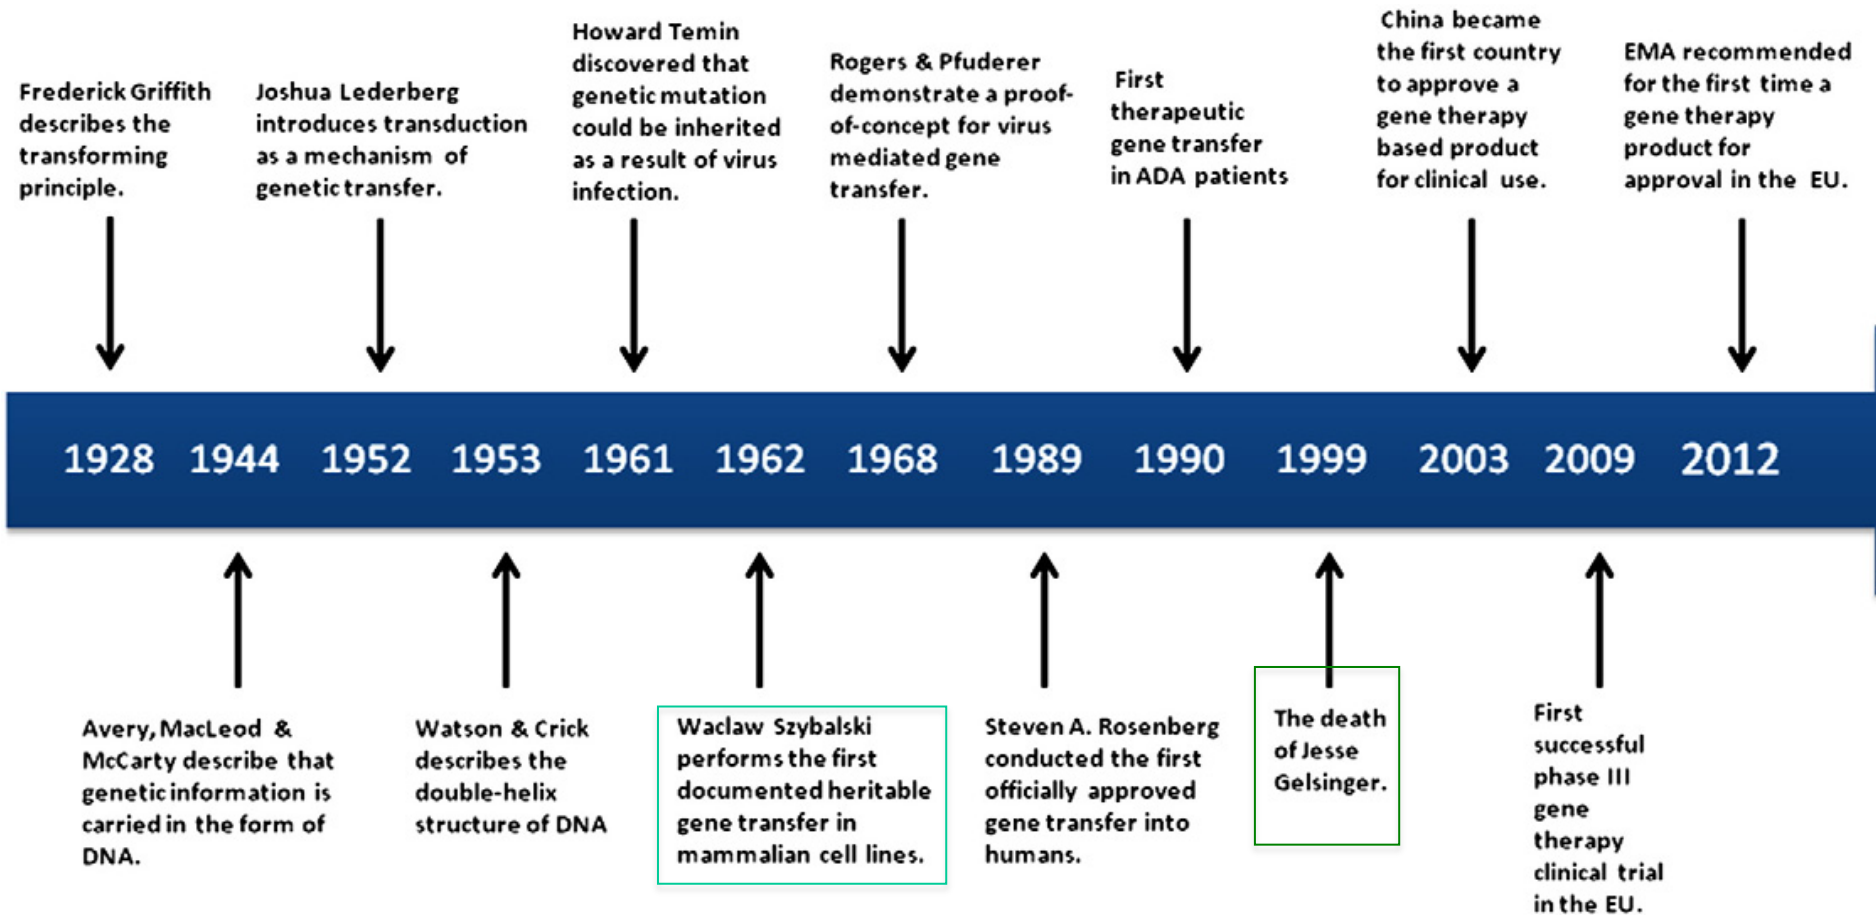 Frederick Griffith
describes the
transforming
principle.
Joshua Lederberg
introduces transduction
as a mechanism of
genetic transfer.
Howard Temin
discovered that
genetic mutation
could be inherited
as a result of virus
infection.
Rogers & Pfuderer
demonstrate a proof-
of-concept for virus
mediated gene
transfer.
First
therapeutic
gene transfer
in ADA patients
China became
the first country
to approve a
gene therapy
based product
for clinical use.
EMA recommended
for the first time a
gene therapy
product for
approval in the EU.
1928 1944 1952 1953 1961 1962 1968 1989 1990 1999 2003 2009 2012
Avery, MacLeod &
McCarty describe that
genetic information is
carried in the form of
DNA.
Watson & Crick
describes the
double-helix
structure of DNA
Waclaw Szybalski
performs the first
documented heritable
gene transfer in
mammalian cell lines.
Steven A. Rosenberg
conducted the first
officially approved
gene transfer into
humans.
The death
of Jesse
Gelsinger.
First
successful
phase III
gene
therapy
clinical trial
in the EU.